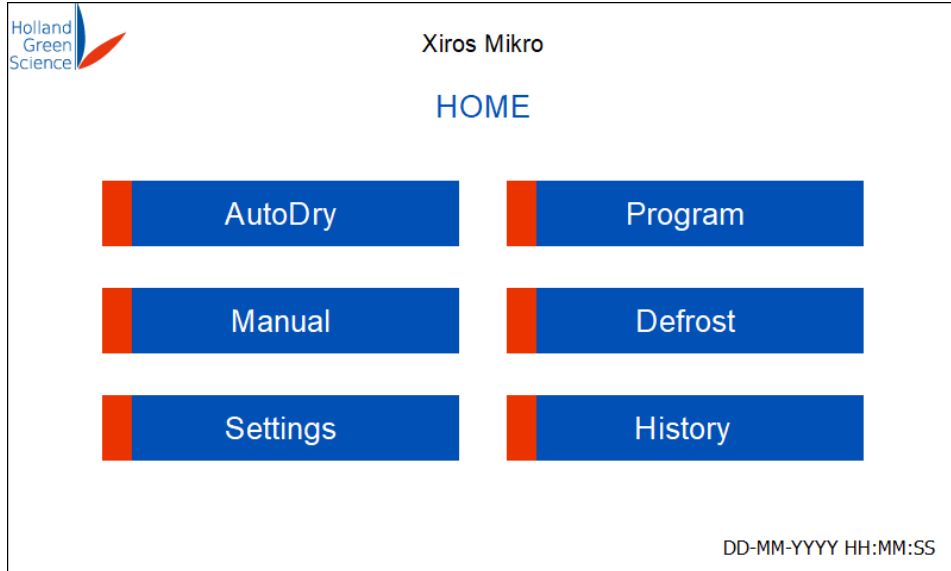 Holland
Green
Science
Xiros Mikro
HOME
AutoDry
Program
Manual
Defrost
Settings
History
DD-MM-YYYY HH:MM:SS